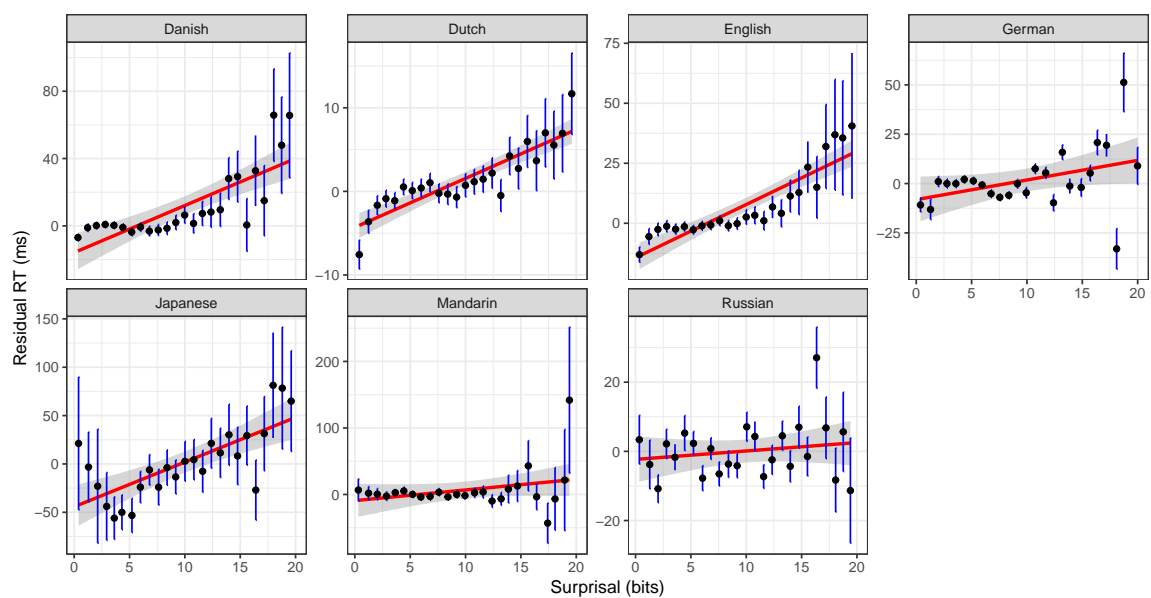 Danish
Dutch
English
German
80
40
0
10
0
−10
75
50
25
0
50
25
0
−25
0 5 10 15 20
Japanese
Mandarin
Russian
150
100
50
0
−50
200
100
0
20
0
−20
0 5 10 15 20
0 5 10 15 20
0 5 10 15 20
Surprisal (bits)
Residual RT (ms)